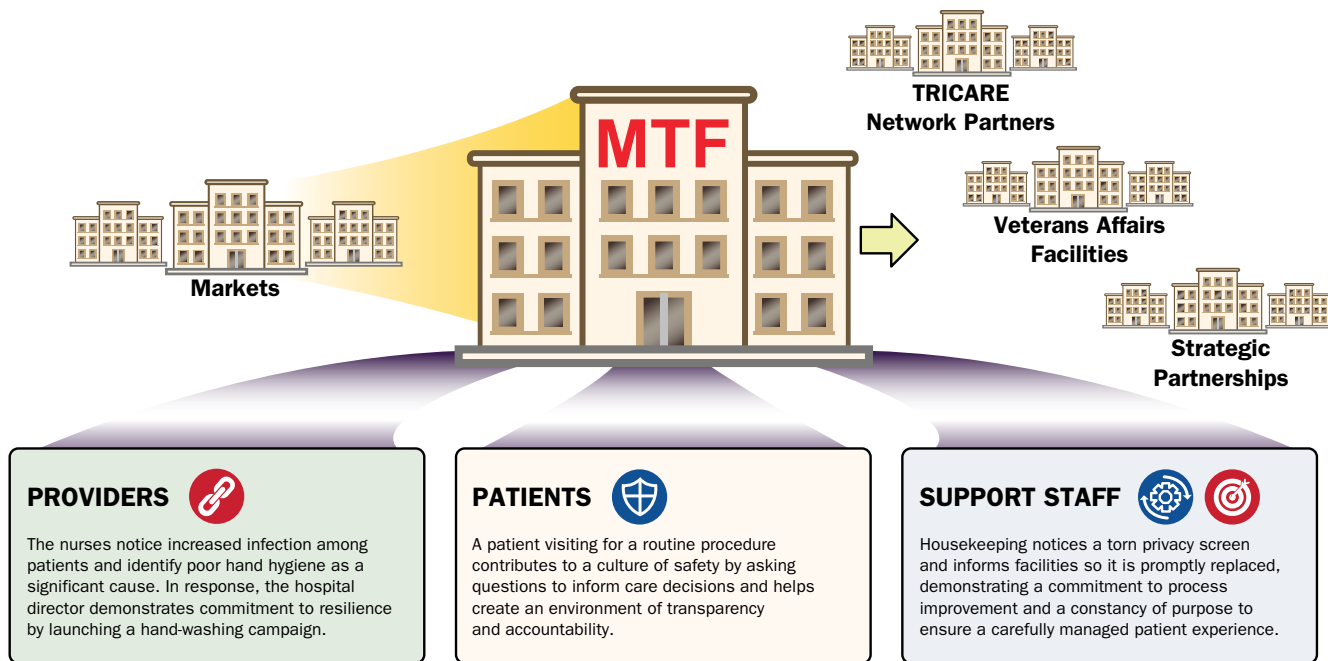 MTF
TRICARE
Network Partners
Veterans Affairs
Facilities
Markets
Strategic
Partnerships
PROVIDERS
The nurses notice increased infection among
patients and identify poor hand hygiene as a
significant cause. In response, the hospital
director demonstrates commitment to resilience
by launching a hand-washing campaign.
PATIENTS
A patient visiting for a routine procedure
contributes to a culture of safety by asking
questions to inform care decisions and helps
create an environment of transparency
and accountability.
SUPPORT STAFF
Housekeeping notices a torn privacy screen
and informs facilities so it is promptly replaced,
demonstrating a commitment to process
improvement and a constancy of purpose to
ensure a carefully managed patient experience.